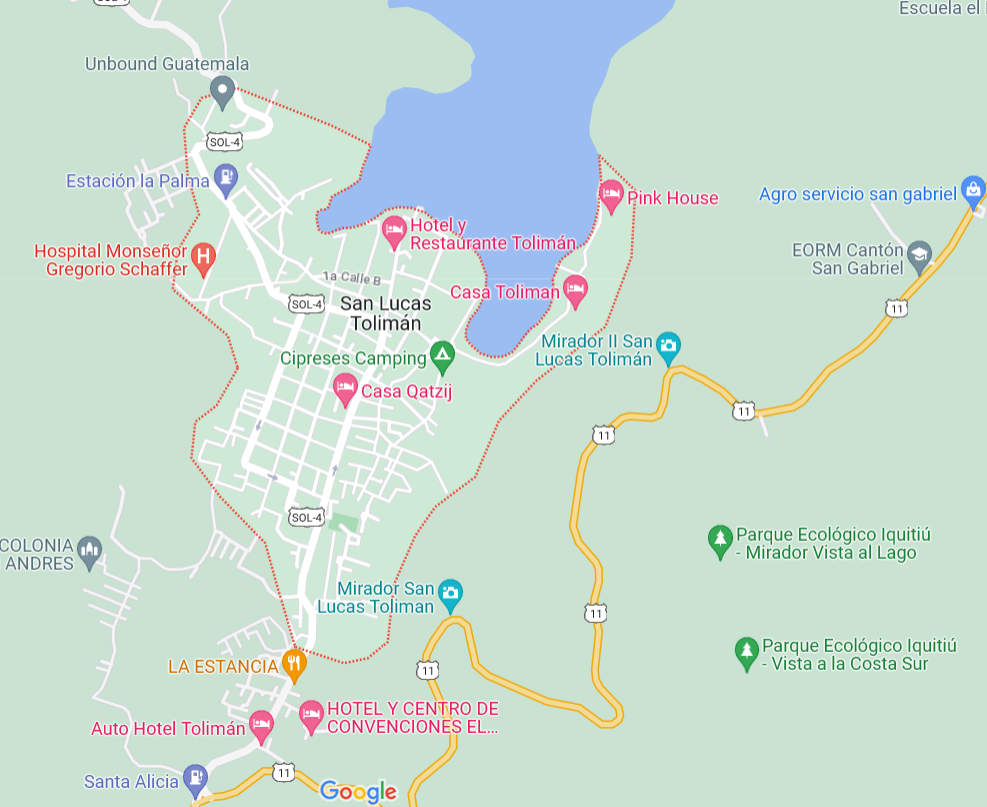 SOL-4
Escuela el
Unbound Guatemala
SOL-4
Estación la Palma
Pink House
Agro servicio san gabriel
Hotel y
Restaurante Tolimán
Hospital Monseñor
Gregorio Schaffer
EORM Cantón
San Gabriel
1a Calle B
Casa Toliman
SOL-4
San Lucas
Tolimán
11
Mirador II San
Lucas Tolimán
Cipreses Camping
Casa Qatzij
11
11
SOL-4
Parque Ecológico Iquitiú
- Mirador Vista al Lago
COLONIA
ANDRES
Mirador San
Lucas Toliman
11
Parque Ecológico Iquitiú
- Vista a la Costa Sur
LA ESTANCIA
11
HOTEL Y CENTRO DE
CONVENCIONES EL...
Auto Hotel Tolimán
11
Santa Alicia
Google